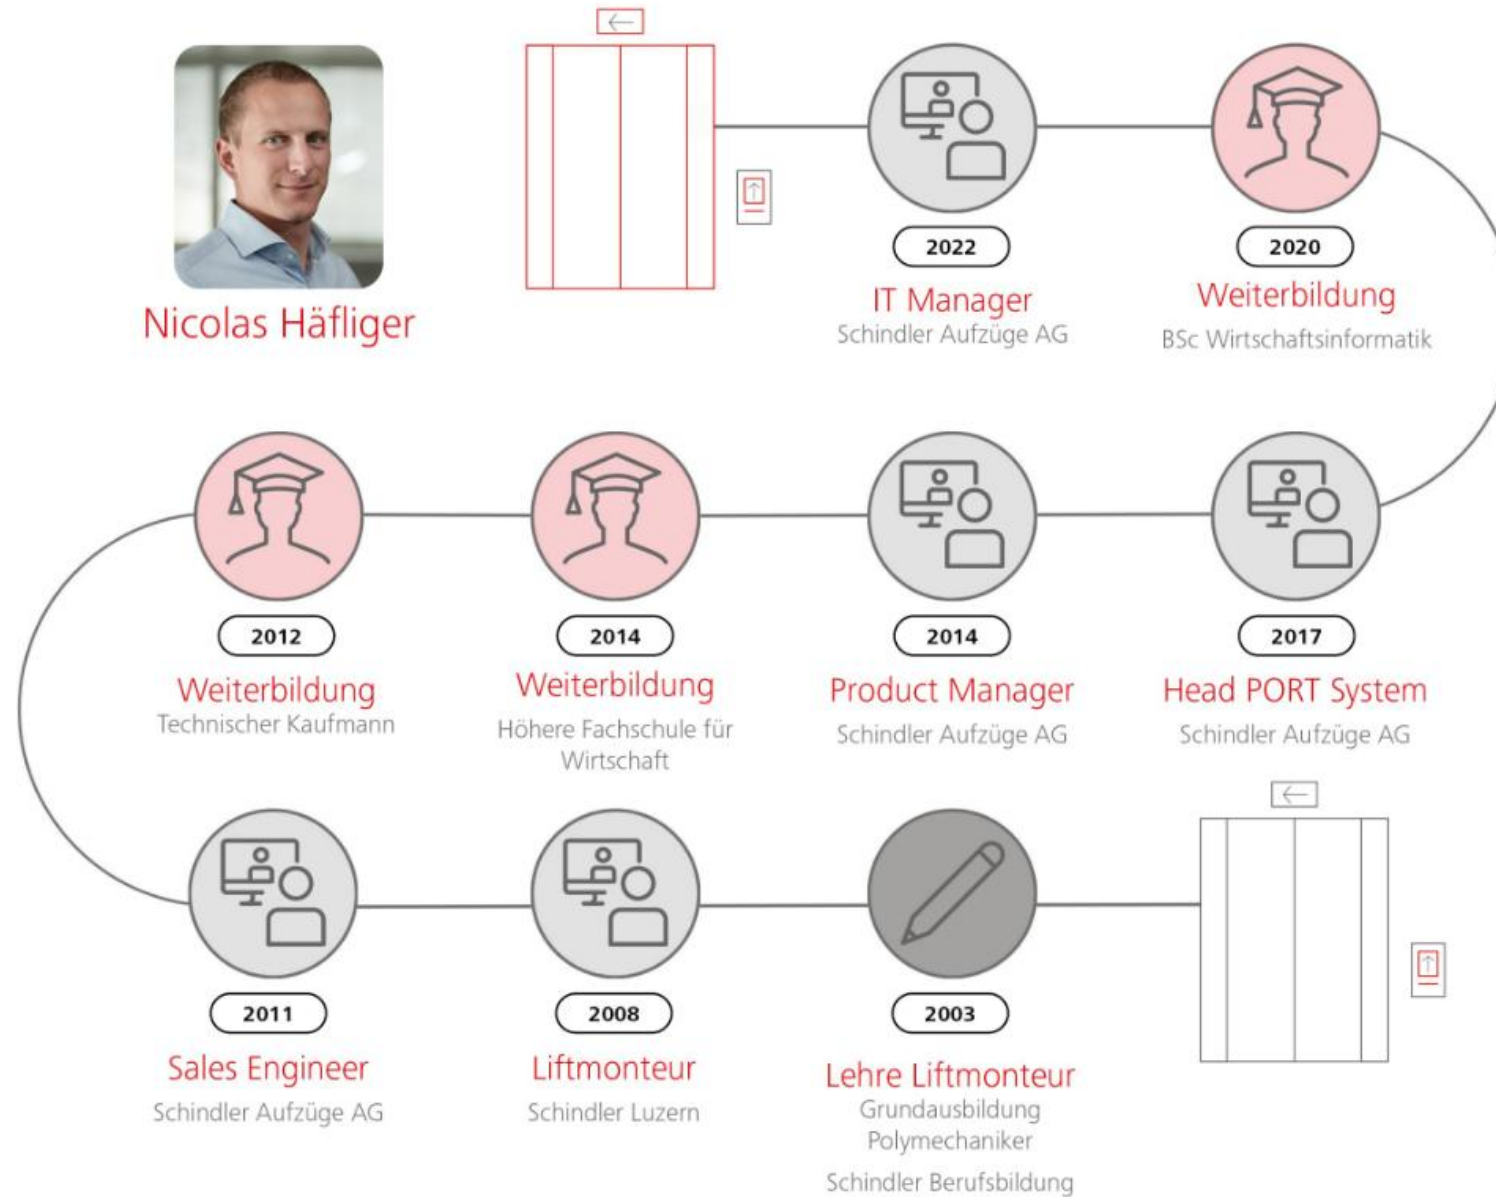 Nicolas Häfliger
2022
IT Manager
Schindler Aufzüge AG
2020
Weiterbildung
BSc Wirtschaftsinformatik
2012
Weiterbildung
Technischer Kaufmann
2014
Weiterbildung
Höhere Fachschule für
Wirtschaft
2014
Product Manager
Schindler Aufzüge AG
2017
Head PORT System
Schindler Aufzüge AG
2011
Sales Engineer
Schindler Aufzüge AG
2008
Liftmonteur
Schindler Luzern
2003
Lehre Liftmonteur
Grundausbildung
Polymechaniker
Schindler Berufsbildung